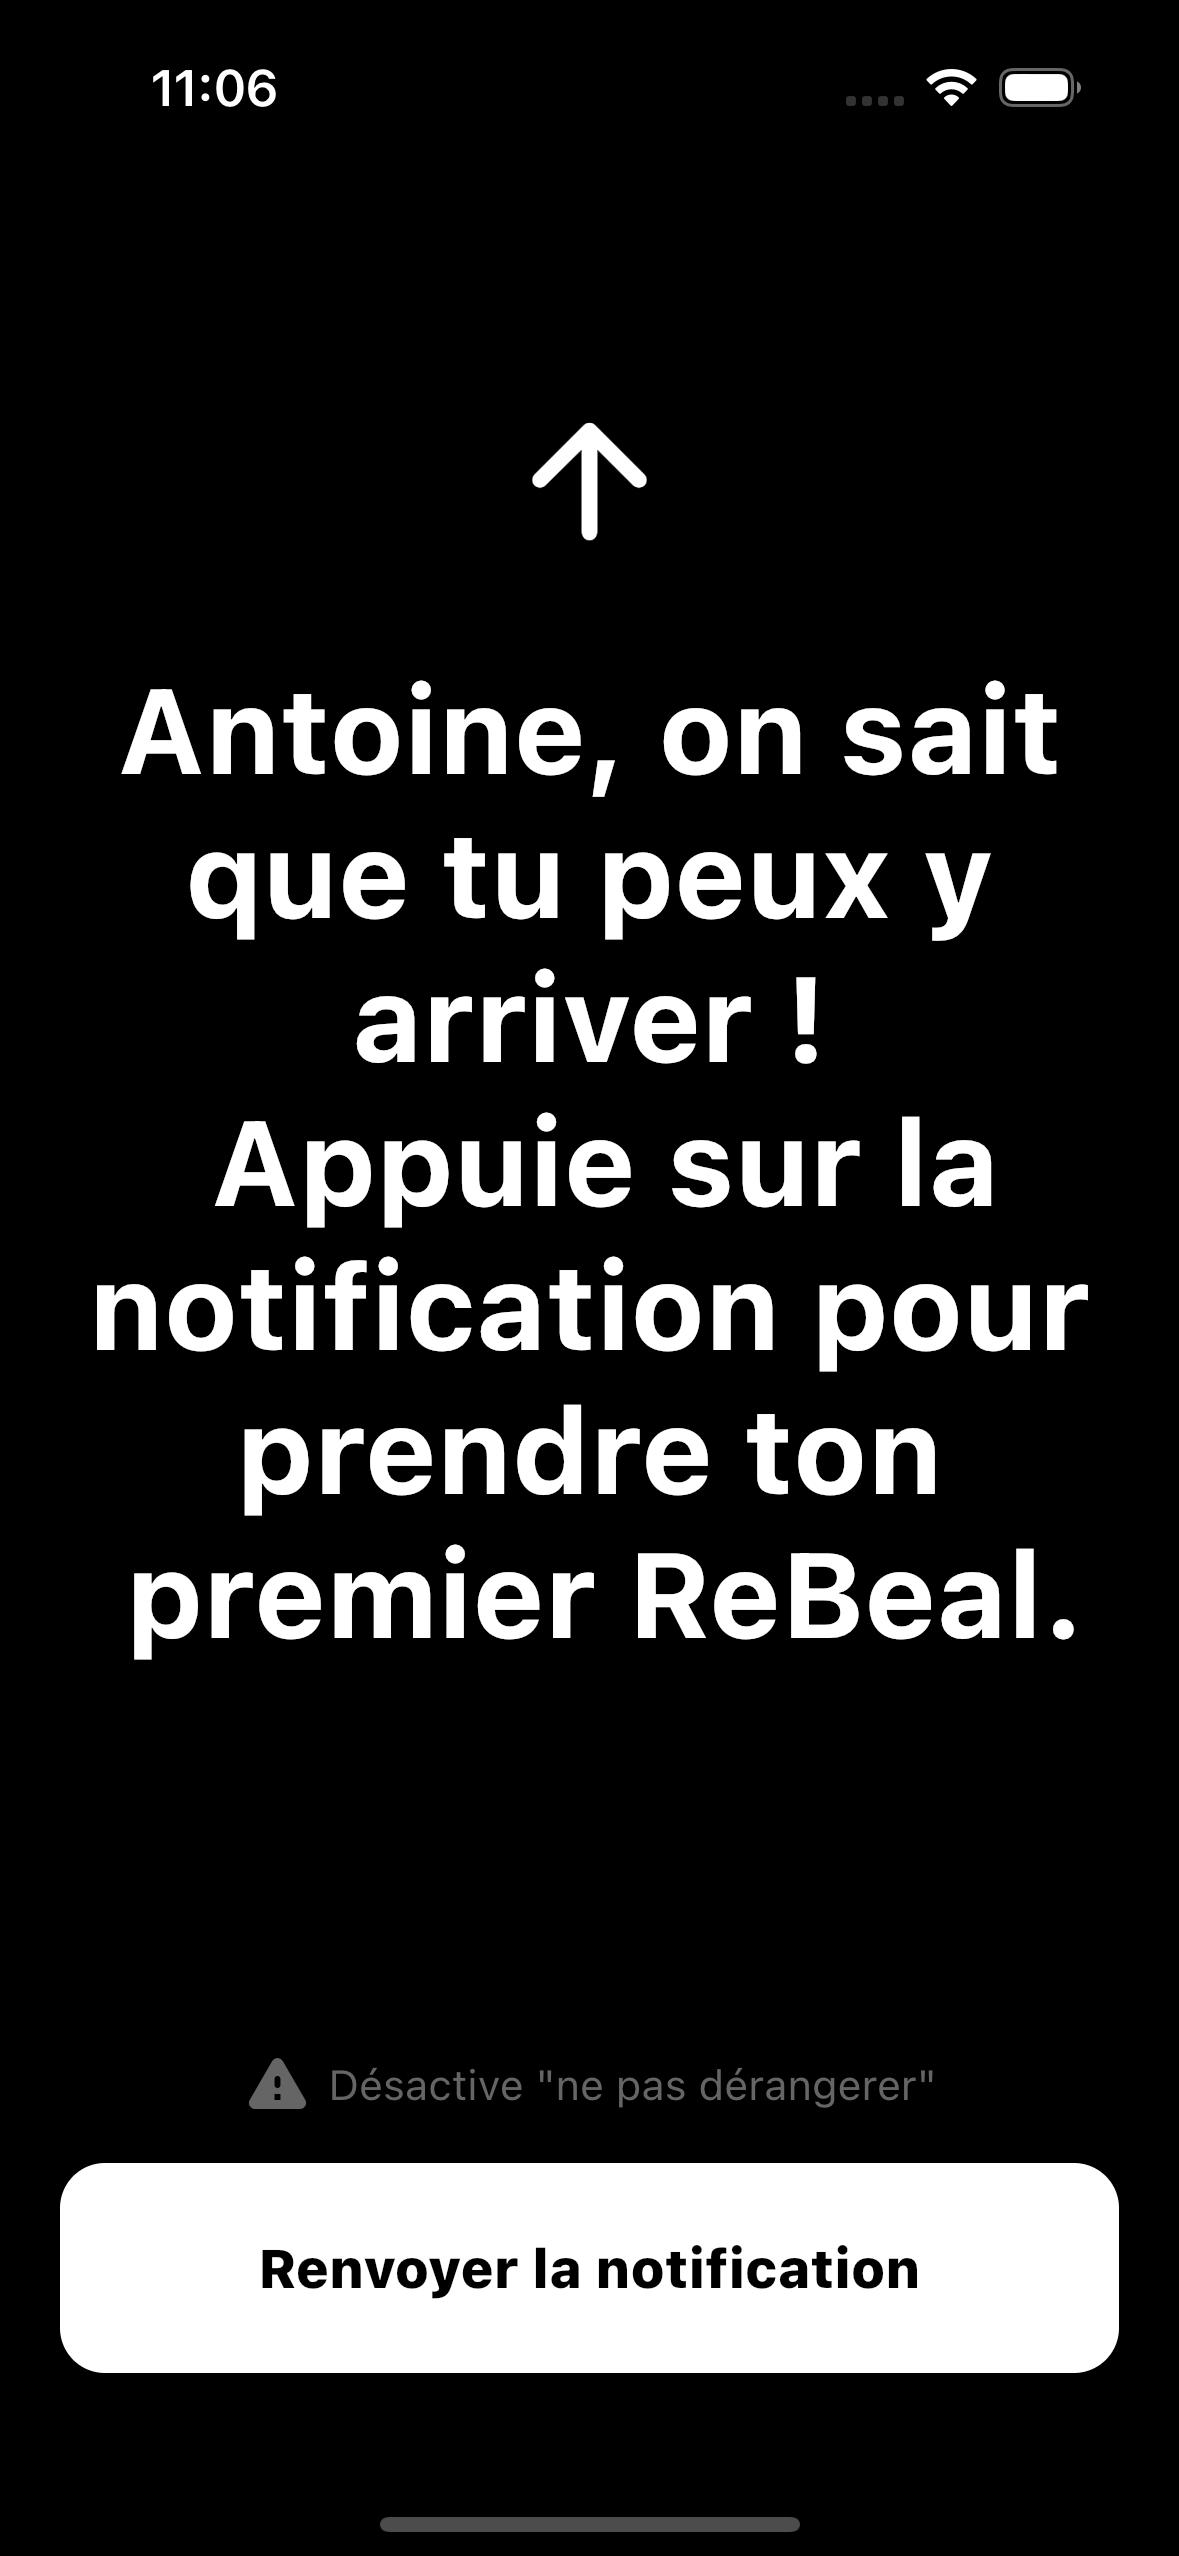 11:06
Antoine, on sait
que tu peux y
arriver !
Appuie sur la
notification pour
prendre ton
premier ReBeal.
Désactive "ne pas dérangerer"
Renvoyer la notification